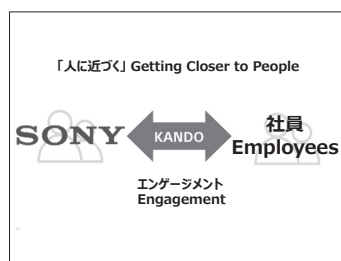 「人に近づく」 Getting Closer to People
SONY
KANDO
社員
Employees
エンゲージメント
Engagement